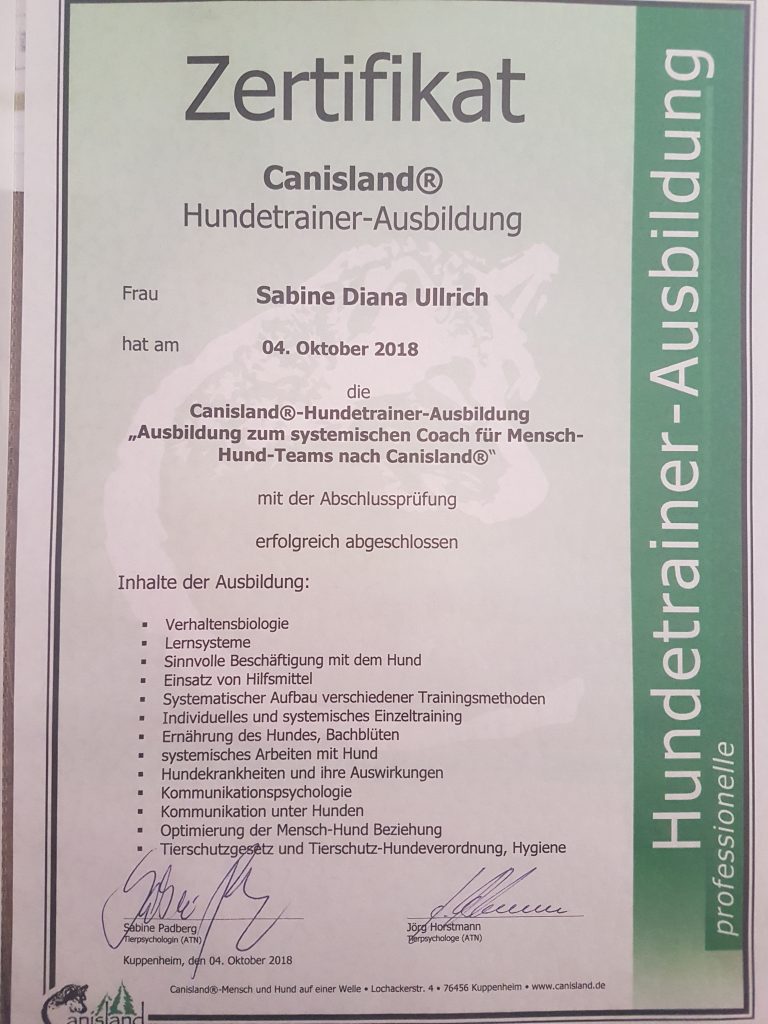 Zertifikat
Canisland®
Hundetrainer-Ausbildung
Frau Sabine Diana Ullrich
hat am 04. Oktober 2018
die
Canisland®-Hundetrainer-Ausbildung
„Ausbildung zum systemischen Coach für Mensch-
Hund-Teams nach Canisland®“
mit der Abschlussprüfung
erfolgreich abgeschlossen
Inhalte der Ausbildung:
▪ Verhaltensbiologie
▪ Lernsysteme
▪ Sinnvolle Beschäftigung mit dem Hund
▪ Einsatz von Hilfsmittel
▪ Systematischer Aufbau verschiedener Trainingsmethoden
▪ Individuelles und systemisches Einzeltraining
▪ Ernährung des Hundes, Bachblüten
▪ systemisches Arbeiten mit Hund
▪ Hundekrankheiten und ihre Auswirkungen
▪ Kommunikationspsychologie
▪ Kommunikation unter Hunden
▪ Optimierung der Mensch-Hund Beziehung
▪ Tierschutzgesetz und Tierschutz-Hundeverordnung, Hygiene
Sabine Padberg
Tierpsychologin (ATN)
Jörg Horstmann
Tierpsychologe (ATN)
Kuppenheim, den 04. Oktober 2018
Canisland®-Mensch und Hund auf einer Welle • Lochackerstr. 4 • 76456 Kuppenheim • www.canisland.de
Canisland
Hundetrainer-Ausbildung
professionelle